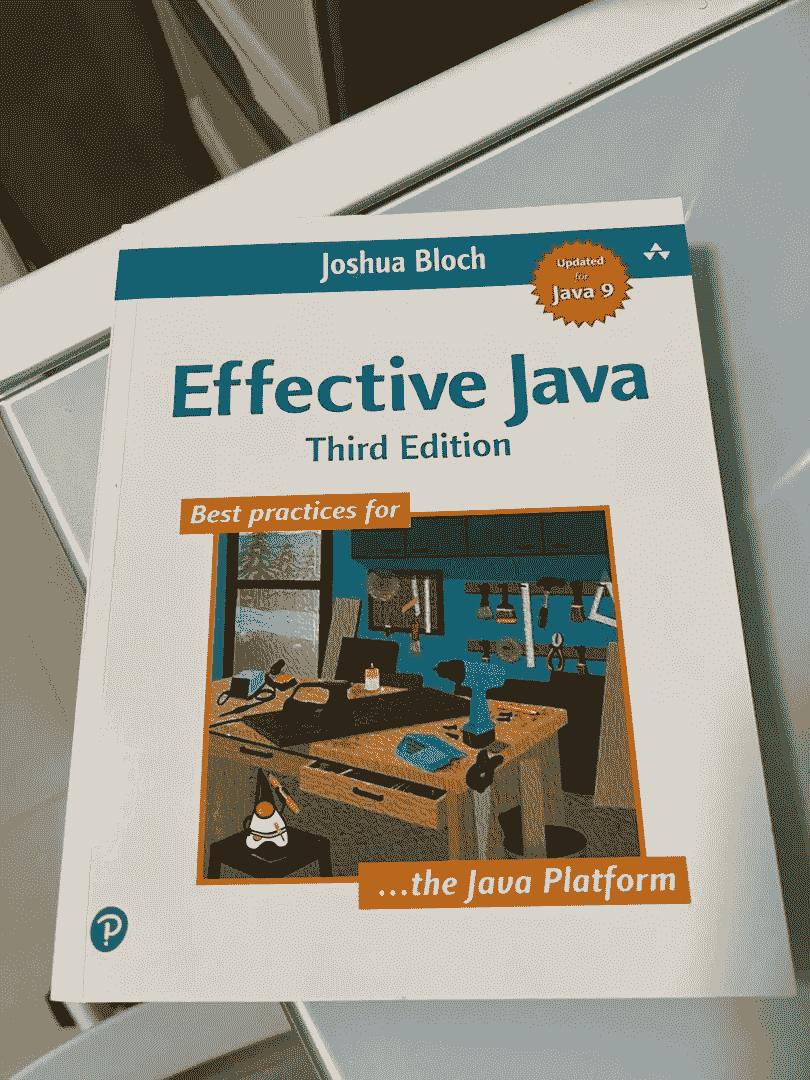 Joshua Bloch
Updated
for
Java 9
Effective Java
Third Edition
Best practices for
...the Java Platform